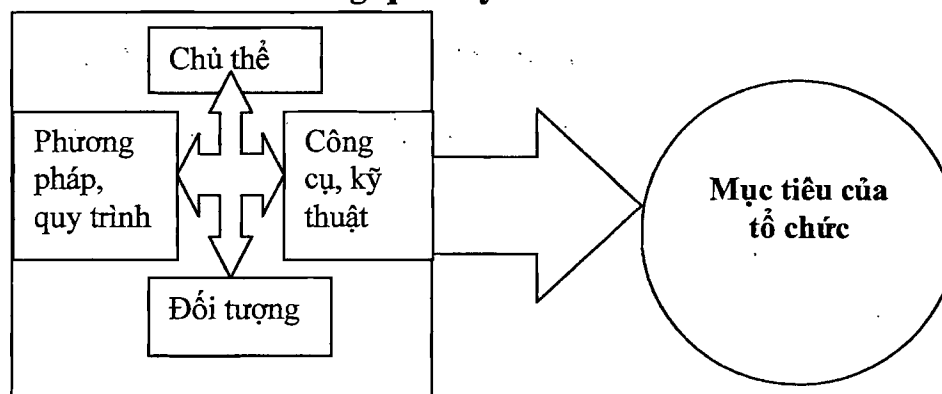 Chủ thể
Phương
pháp,
quy trình
Công
cụ, kỹ
thuật
Đối tượng
Mục tiêu của
tổ chức